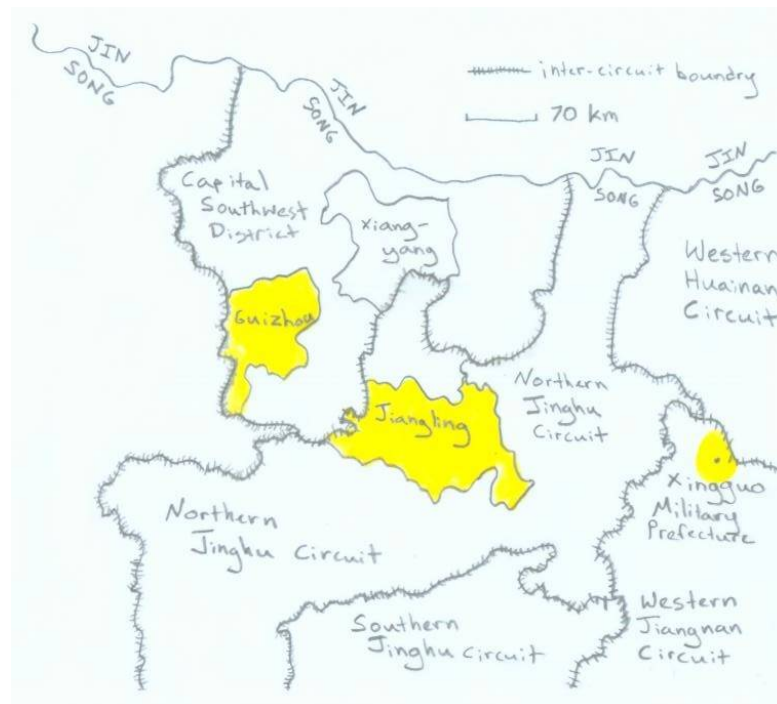 JIN
SONG
JIN
SONG
inter-circuit boundry
70 km
JIN
SONG
JIN
SONG
Capital
Southwest
District
Xiang-
yang
Western
Huainan
Circuit
Guizhou
Jiangling
Northern
Jinghu
Circuit
Xingguo
Military
Prefecture
Northern
Jinghu Circuit
Southern
Jinghu Circuit
Western
Jiangnan
Circuit